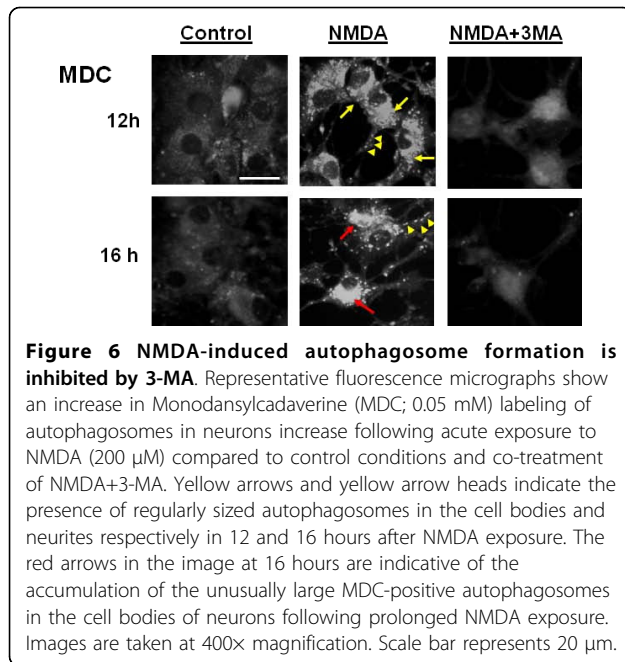 Control NMDA NMDA+3MA
MDC
12h
16 h
Figure 6 NMDA-induced autophagosome formation is
inhibited by 3-MA. Representative fluorescence micrographs show
an increase in Monodansylcadaverine (MDC; 0.05 mM) labeling of
autophagosomes in neurons increase following acute exposure to
NMDA (200 μM) compared to control conditions and co-treatment
of NMDA+3-MA. Yellow arrows and yellow arrow heads indicate the
presence of regularly sized autophagosomes in the cell bodies and
neurites respectively in 12 and 16 hours after NMDA exposure. The
red arrows in the image at 16 hours are indicative of the
accumulation of the unusually large MDC-positive autophagosomes
in the cell bodies of neurons following prolonged NMDA exposure.
Images are taken at 400× magnification. Scale bar represents 20 μm.